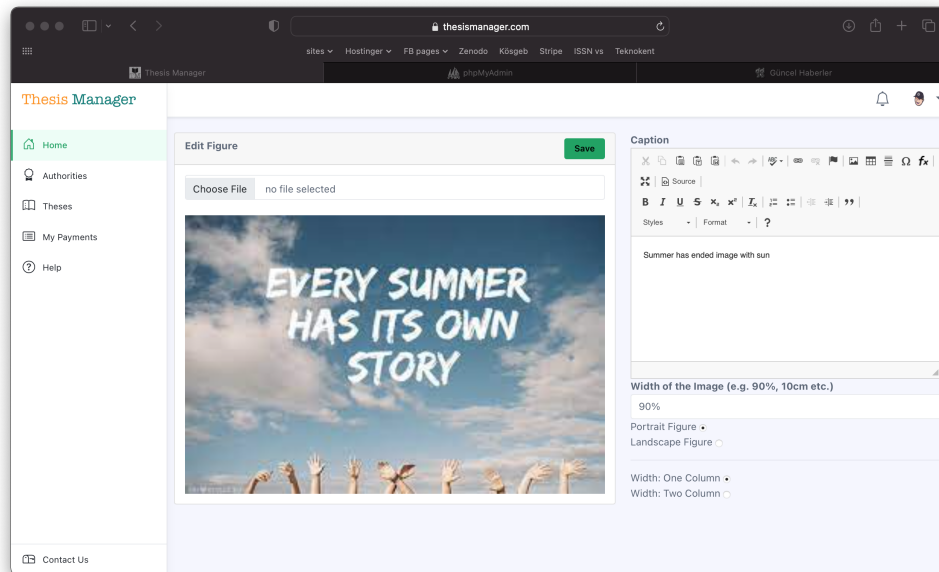 thesismanager.com
sites Hostinger FB pages Zenodo Kösgeb Stripe ISSN vs Teknokent
Thesis Manager phpMyAdmin Güncel Haberler
Thesis Manager
Home
Authorities
Theses
My Payments
Help
Contact Us
Edit Figure
Save
Choose File no file selected
EVERY SUMMER
HAS ITS OWN
STORY
Caption
Source
Styles Format ?
Summer has ended image with sun
Width of the Image (e.g. 90%, 10cm etc.)
90%
Portrait Figure
Landscape Figure
Width: One Column
Width: Two Column